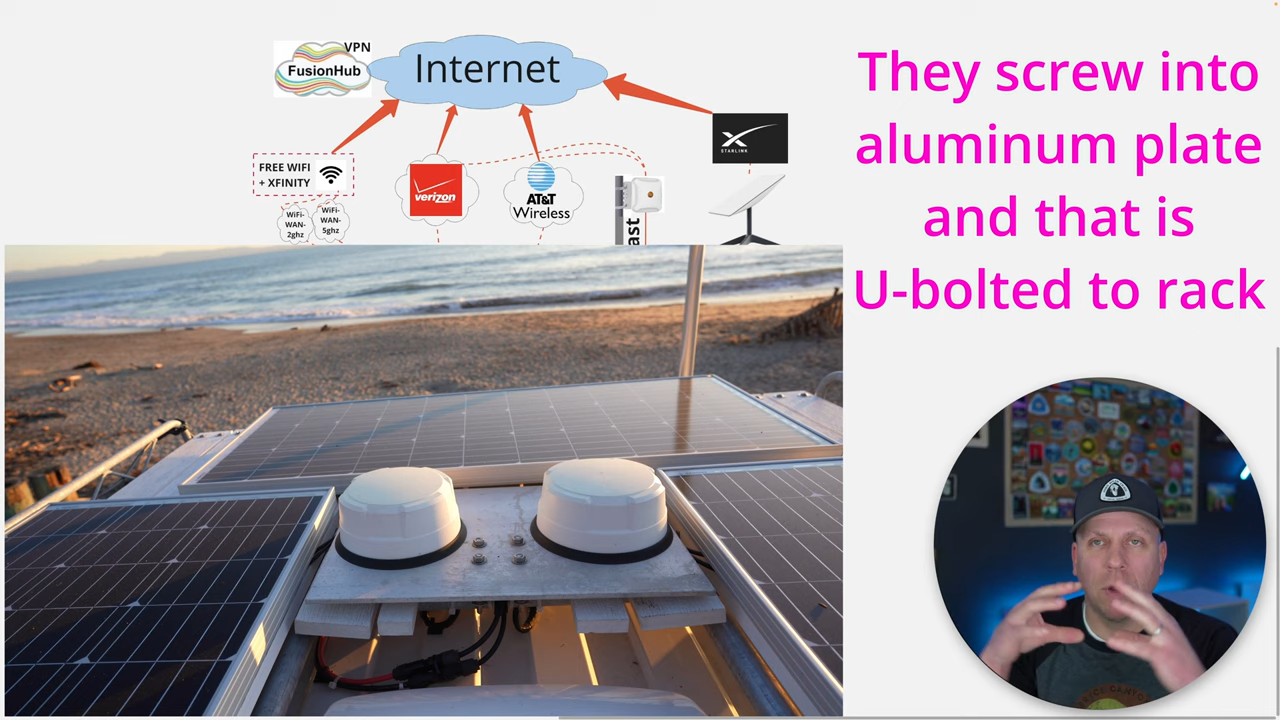 VPN
FusionHub
Internet
STARLINK
FREE WIFI
+ XFINITY
verizon
AT&T
Wireless
WiFi-
WAN-
2ghz
WiFi-
WAN-
5ghz
ast
They screw into
aluminum plate
and that is
U-bolted to rack